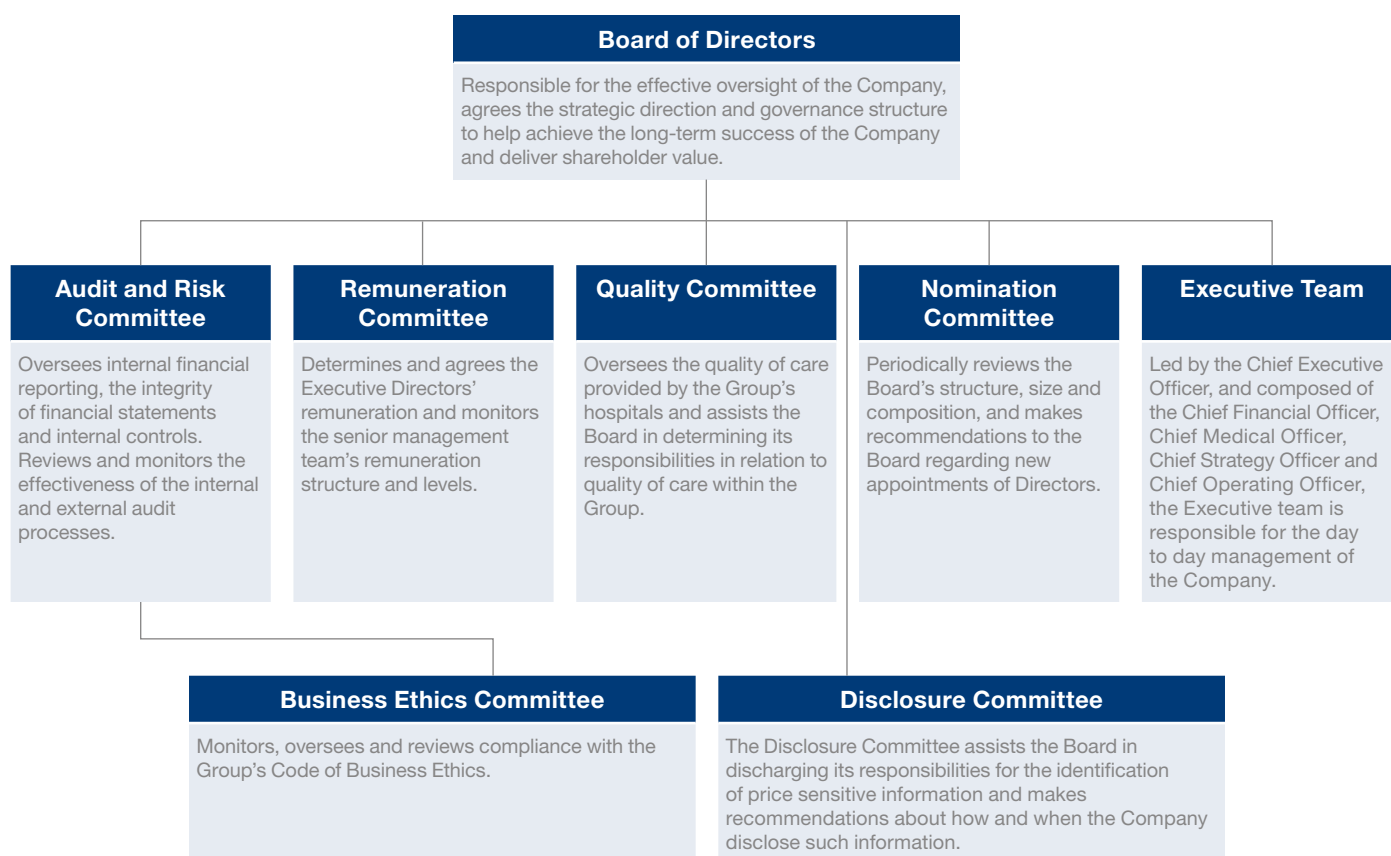 Board of Directors
Responsible for the effective oversight of the Company,
agrees the strategic direction and governance structure
to help achieve the long-term success of the Company
and deliver shareholder value.
Audit and Risk
Committee
Oversees internal financial
reporting, the integrity
of financial statements
and internal controls.
Reviews and monitors the
effectiveness of the internal
and external audit
processes.
Remuneration
Committee
Determines and agrees the
Executive Directors’
remuneration and monitors
the senior management
team’s remuneration
structure and levels.
Quality Committee
Oversees the quality of care
provided by the Group’s
hospitals and assists the
Board in determining its
responsibilities in relation to
quality of care within the
Group.
Nomination
Committee
Periodically reviews the
Board’s structure, size and
composition, and makes
recommendations to the
Board regarding new
appointments of Directors.
Executive Team
Led by the Chief Executive
Officer, and composed of
the Chief Financial Officer,
Chief Medical Officer,
Chief Strategy Officer and
Chief Operating Officer,
the Executive team is
responsible for the day
to day management of
the Company.
Business Ethics Committee
Monitors, oversees and reviews compliance with the
Group’s Code of Business Ethics.
Disclosure Committee
The Disclosure Committee assists the Board in
discharging its responsibilities for the identification
of price sensitive information and makes
recommendations about how and when the Company
disclose such information.